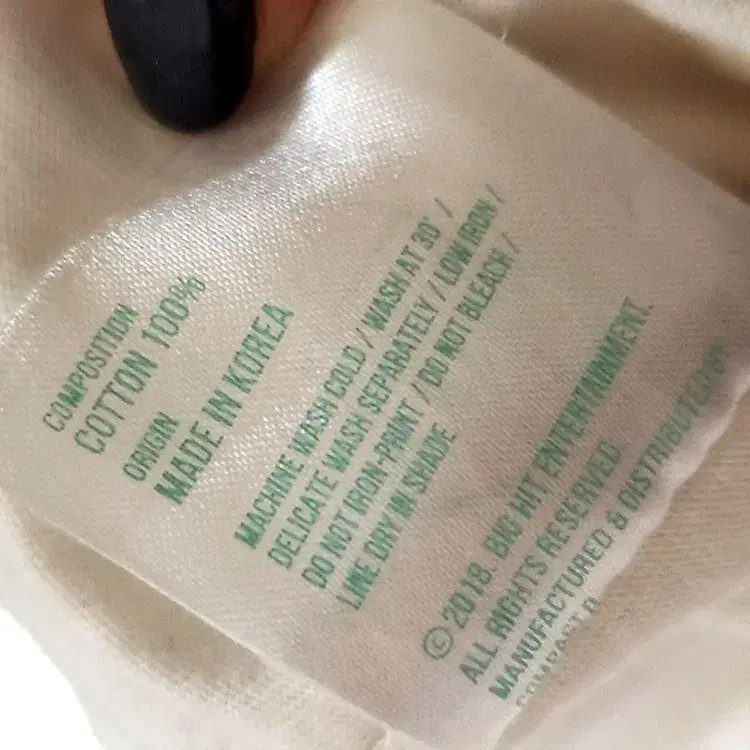 COMPOSITION
COTTON 100%
ORIGIN
MADE IN KOREA
MACHINE WASH COLD / WASH AT 30° /
DELICATE WASH SEPARATELY / LOW IRON /
DO NOT IRON-PRINT / DO NOT BLEACH /
LINE DRY IN SHADE
© 2018. BIG HIT ENTERTAINMENT.
ALL RIGHTS RESERVED.
MANUFACTURED & DISTRIBUTED BY